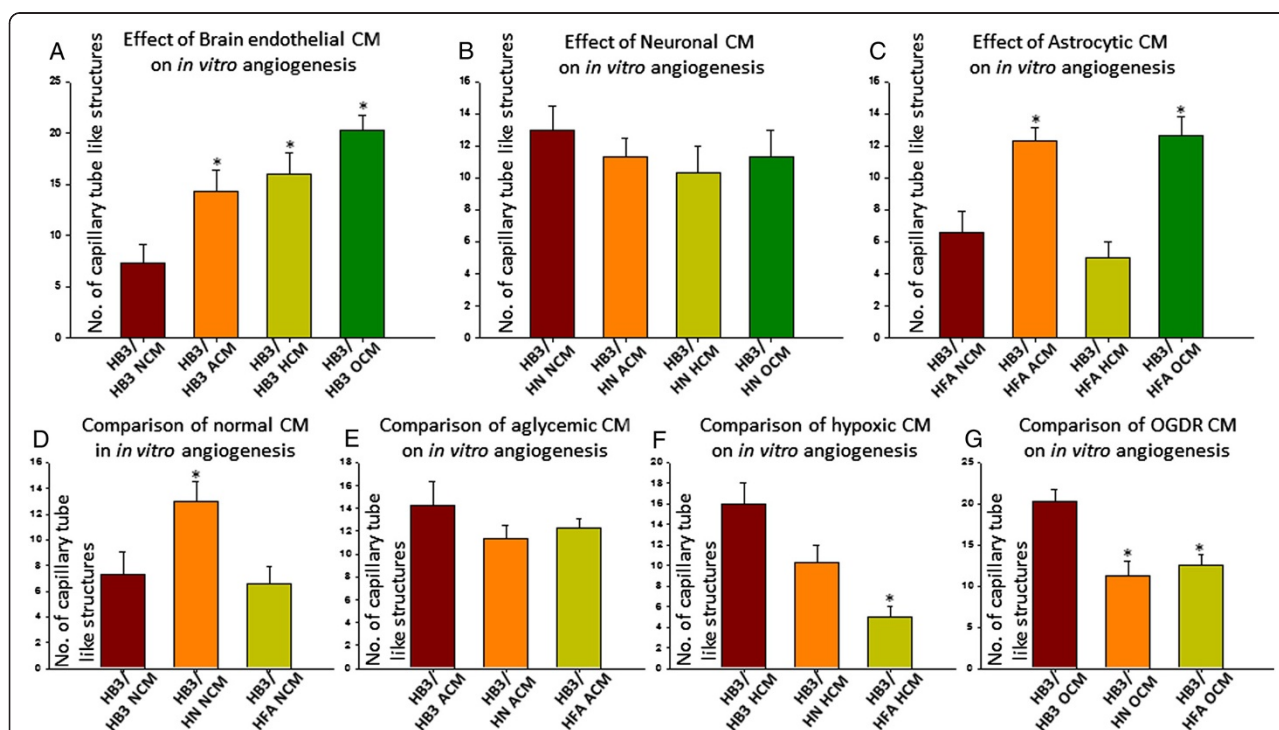 A
Effect of Brain endothelial CM
on in vitro angiogenesis
No. of capillary tube like structures
25
20
15
10
5
0
HB3/
HB3 NCM
HB3/
HB3 ACM
HB3/
HB3 HCM
HB3/
HB3 OCM
*
*
*
B
Effect of Neuronal CM
on in vitro angiogenesis
No. of capillary tube like structures
16
14
12
10
8
6
4
2
0
HB3/
HN NCM
HB3/
HN ACM
HB3/
HN HCM
HB3/
HN OCM
C
Effect of Astrocytic CM
on in vitro angiogenesis
No. of capillary tube like structures
16
14
12
10
8
6
4
2
0
HB3/
HFA NCM
HB3/
HFA ACM
HB3/
HFA HCM
HB3/
HFA OCM
*
*
D
Comparison of normal CM
in in vitro angiogenesis
No. of capillary tube
like structures
16
14
12
10
8
6
4
2
0
HB3/
HB3 NCM
HB3/
HN NCM
HB3/
HFA NCM
*
E
Comparison of aglycemic CM
on in vitro angiogenesis
No. of capillary tube
like structures
18
16
14
12
10
8
6
4
2
0
HB3/
HB3 ACM
HB3/
HN ACM
HB3/
HFA ACM
F
Comparison of hypoxic CM
on in vitro angiogenesis
No. of capillary tube
like structures
20
18
16
14
12
10
8
6
4
2
0
HB3/
HB3 HCM
HB3/
HN HCM
HB3/
HFA HCM
*
G
Comparison of OGDR CM
on in vitro angiogenesis
No. of capillary tube
like structures
25
20
15
10
5
0
HB3/
HB3 OCM
HB3/
HN OCM
HB3/
HFA OCM
*
*